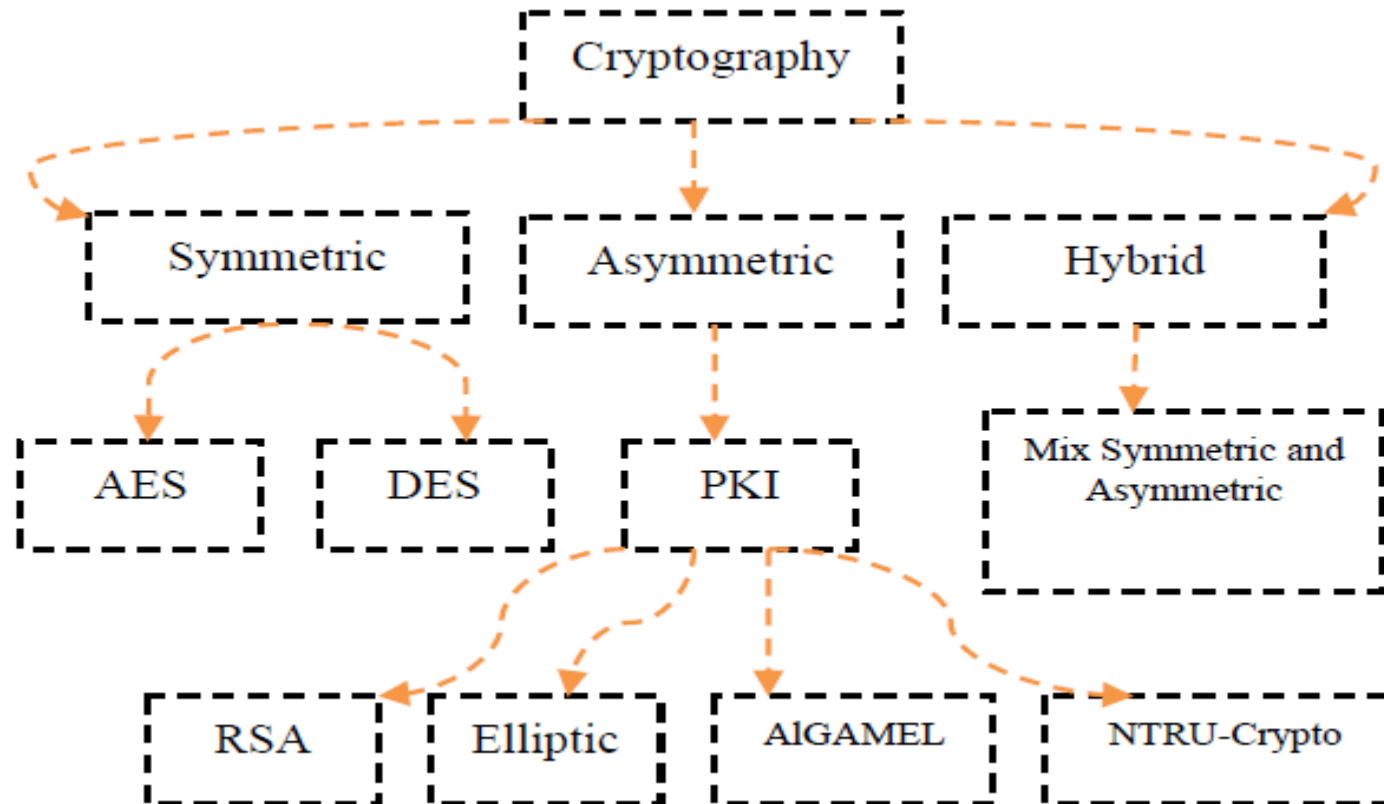 Cryptography
Symmetric
Asymmetric
Hybrid
AES
DES
PKI
Mix Symmetric and
Asymmetric
RSA
Elliptic
AlGAMEL
NTRU-Crypto